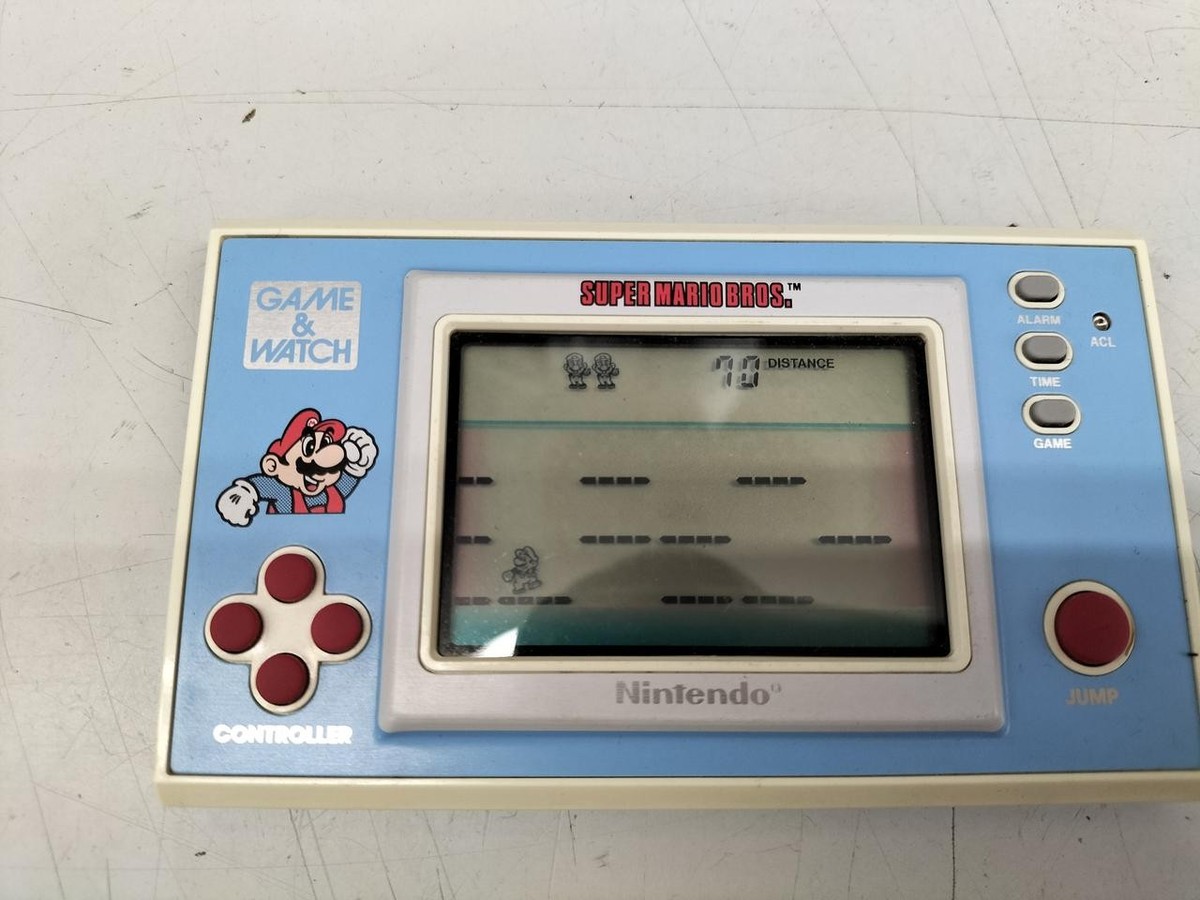 GAME
&
WATCH
SUPER MARIO BROS.™
70 DISTANCE
ALARM
ACL
TIME
GAME
Nintendo®
CONTROLLER
JUMP